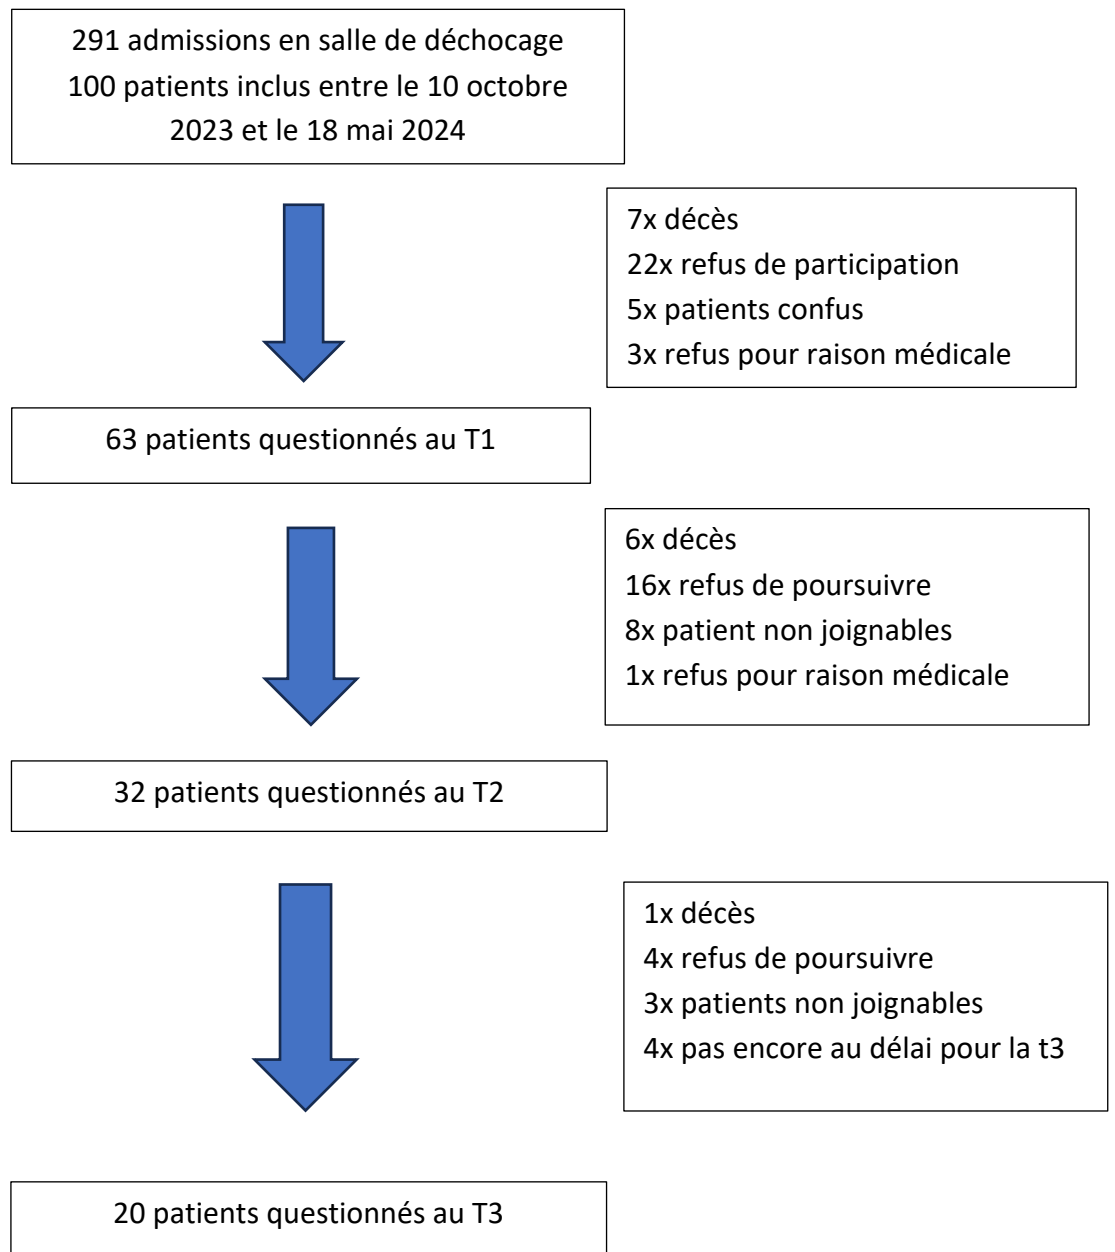 291 admissions en salle de déchocage
100 patients inclus entre le 10 octobre
2023 et le 18 mai 2024
7x décès
22x refus de participation
5x patients confus
3x refus pour raison médicale
63 patients questionnés au T1
6x décès
16x refus de poursuivre
8x patient non joignables
1x refus pour raison médicale
32 patients questionnés au T2
1x décès
4x refus de poursuivre
3x patients non joignables
4x pas encore au délai pour la t3
20 patients questionnés au T3